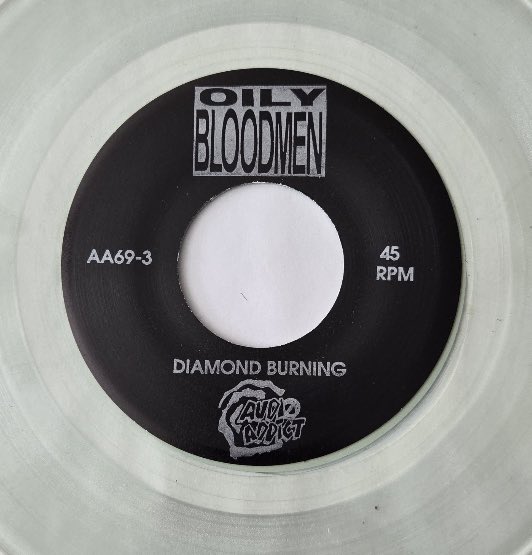 OILY
BLOODMEN
AA69-3
45
RPM
DIAMOND BURNING
AUDIO
ADDICT